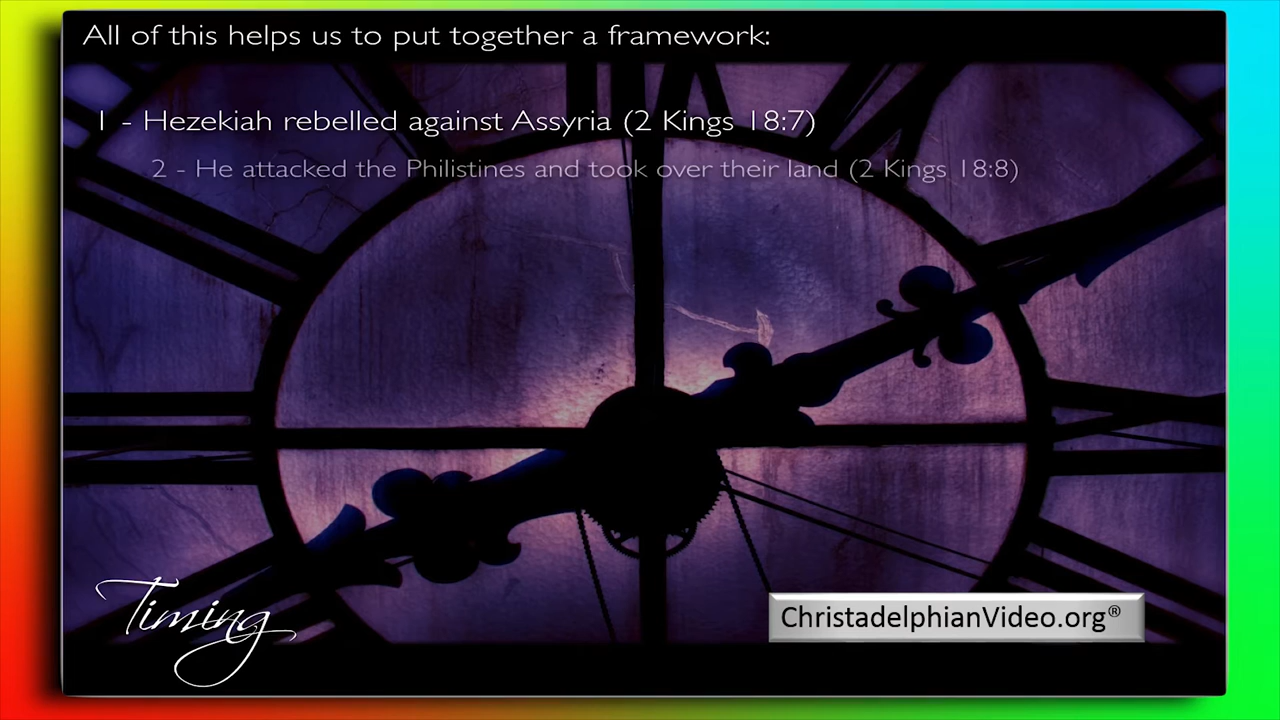 All of this helps us to put together a framework:
1 - Hezekiah rebelled against Assyria (2 Kings 18:7)
2 - He attacked the Philistines and took over their land (2 Kings 18:8)
Timing
ChristadelphianVideo.org®